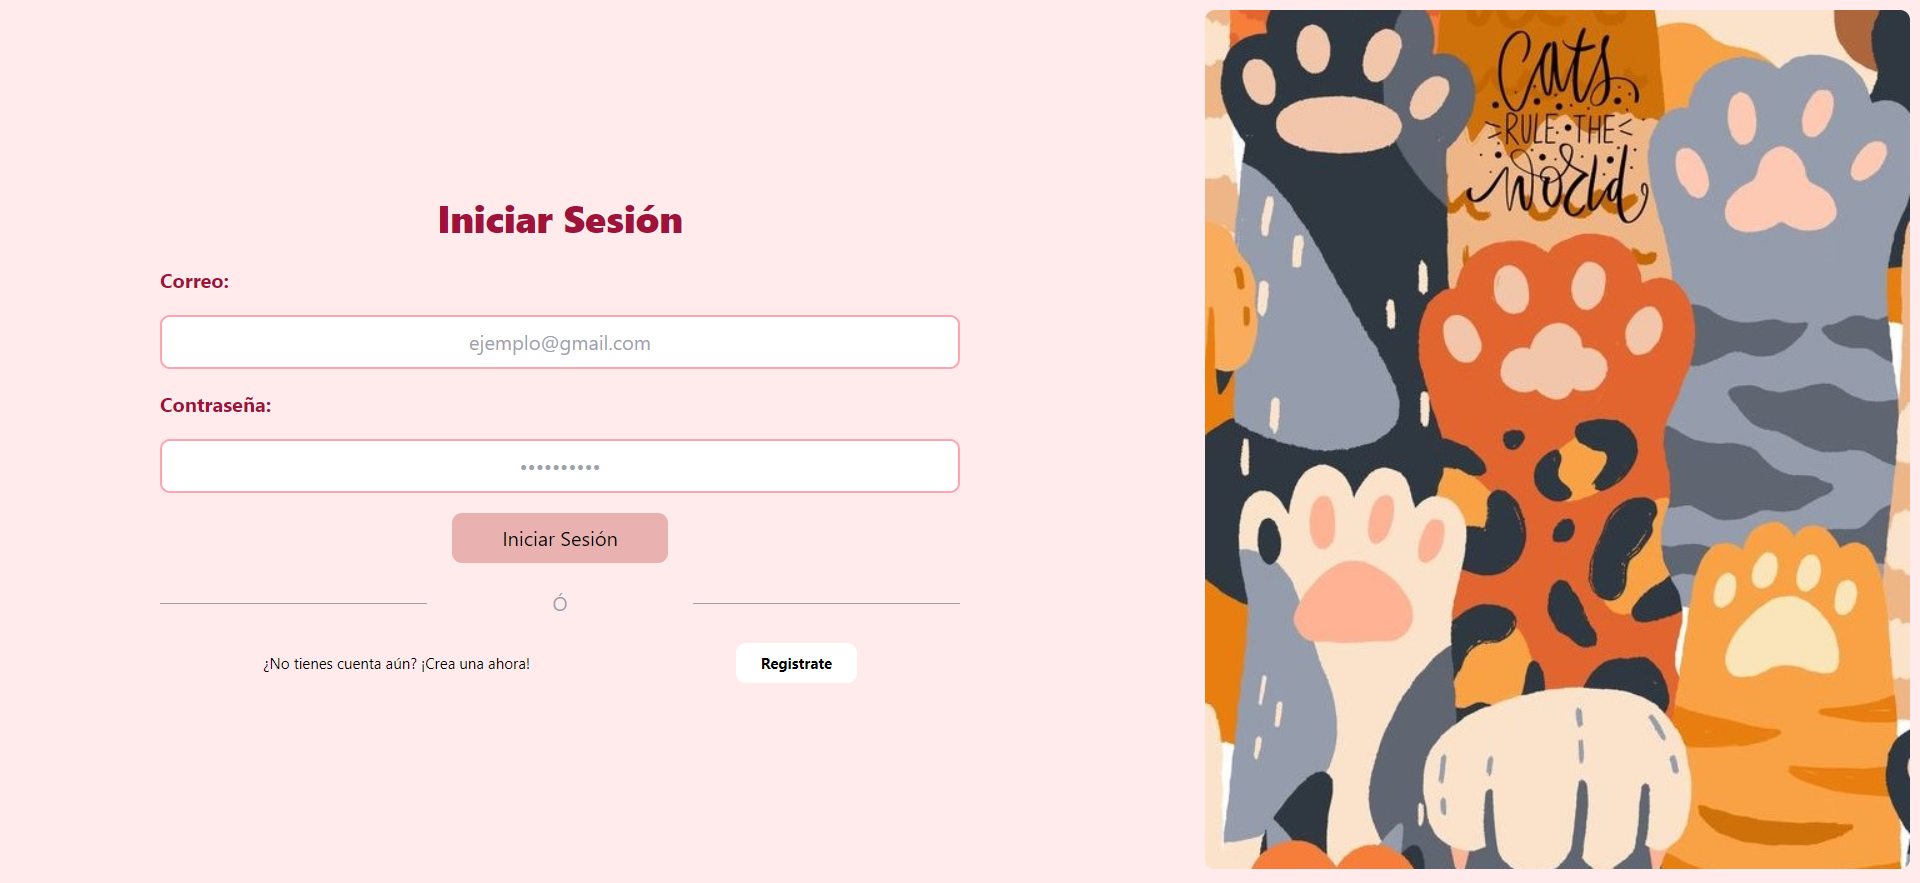 Iniciar Sesión
Correo:
ejemplo@gmail.com
Contraseña:
••••••••••
Iniciar Sesión
Ó
¿No tienes cuenta aún? ¡Crea una ahora!
Registrate
Cats
RULE THE
World